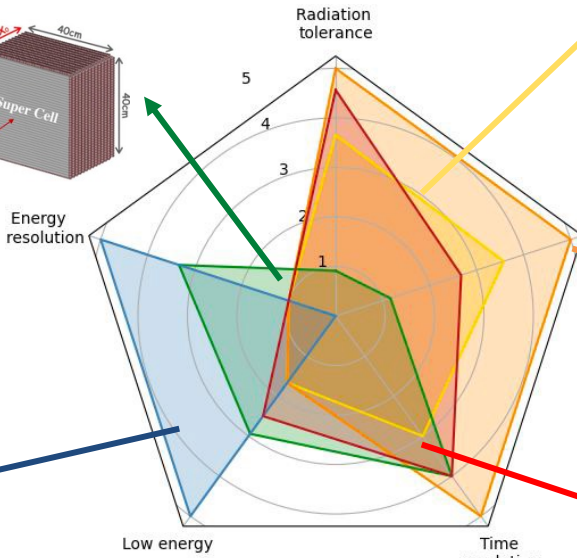 Radiation
tolerance
40cm
40cm
Super Cell
5
4
3
2
1
Energy
resolution
Low energy
Time